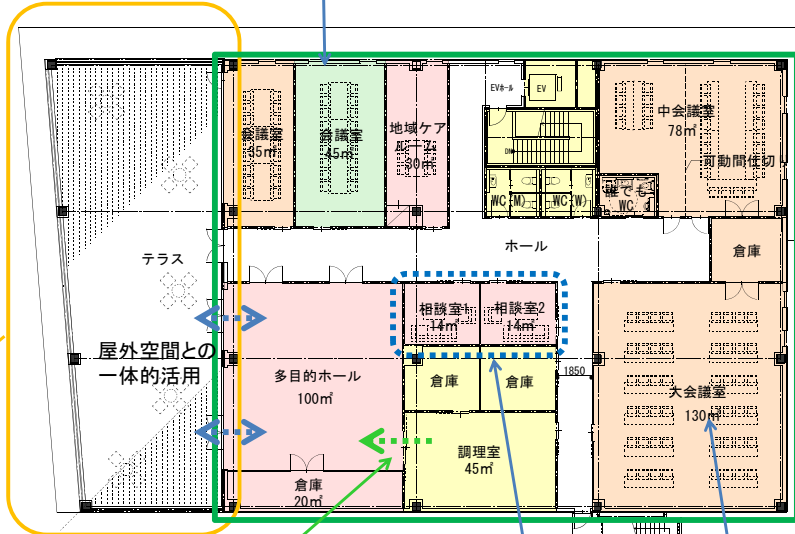 EVホール
EV
会議室
35㎡
会議室
45㎡
地域ケア
ルーム
30㎡
中会議室
78㎡
可動間仕切
DN
WC(M)
WC(W)
誰でも
WC
テラス
ホール
倉庫
相談室1
14㎡
相談室2
14㎡
屋外空間との
一体的活用
多目的ホール
100㎡
倉庫
倉庫
1850
大会議室
130㎡
調理室
45㎡
倉庫
20㎡